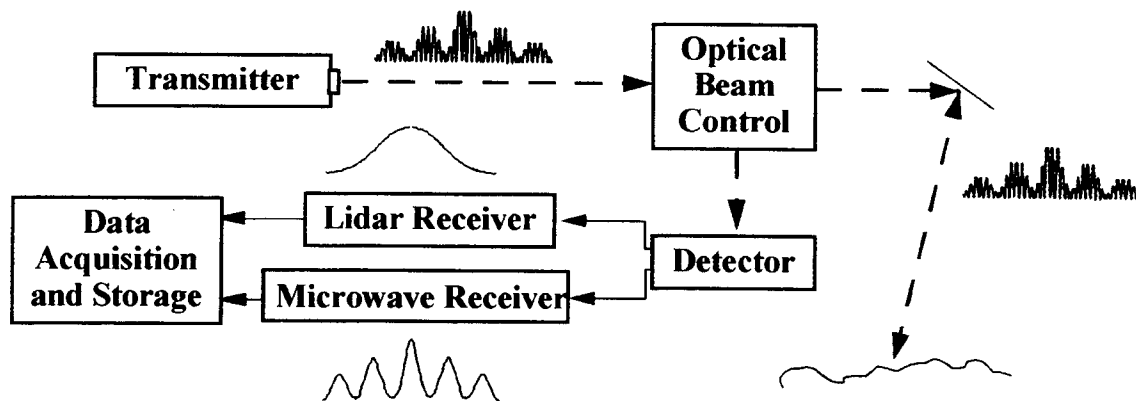 Transmitter
Optical
Beam
Control
Lidar Receiver
Data
Acquisition
and Storage
Detector
Microwave Receiver